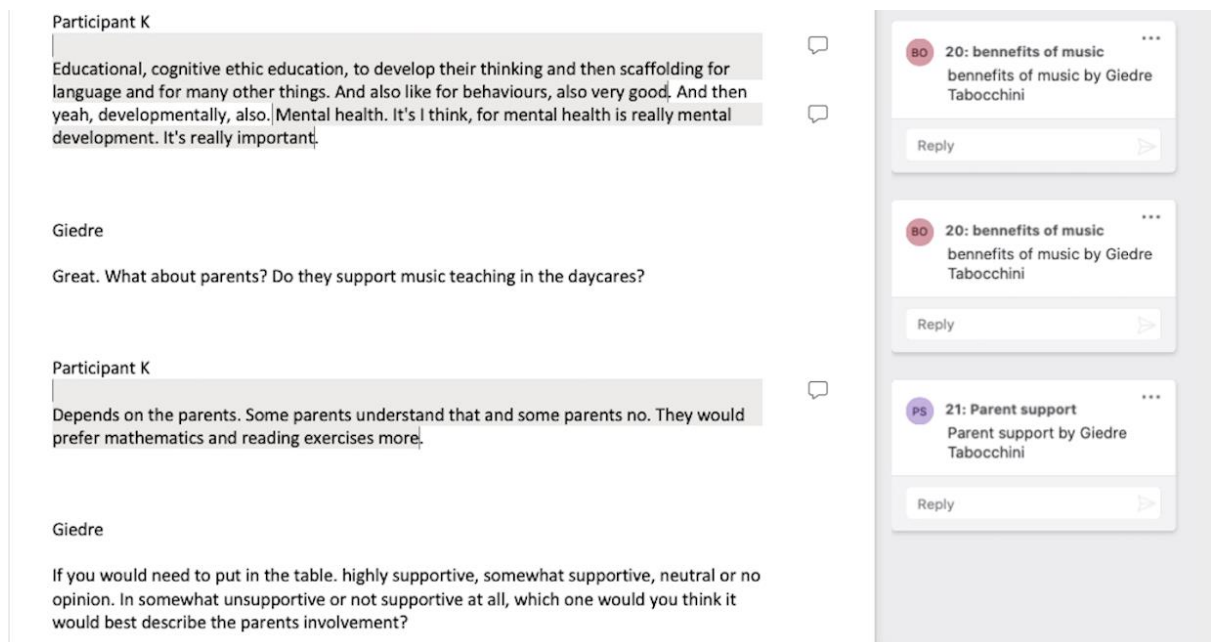 Participant K
Educational, cognitive ethic education, to develop their thinking and then scaffolding for
language and for many other things. And also like for behaviours, also very good. And then
yeah, developmentally, also. Mental health. It's I think, for mental health is really mental
development. It's really important.
Giedre
Great. What about parents? Do they support music teaching in the daycares?
Participant K
Depends on the parents. Some parents understand that and some parents no. They would
prefer mathematics and reading exercises more.
Giedre
If you would need to put in the table. highly supportive, somewhat supportive, neutral or no
opinion. In somewhat unsupportive or not supportive at all, which one would you think it
would best describe the parents involvement?
BO 20: bennefits of music
bennefits of music by Giedre
Tabocchini
Reply
BO 20: bennefits of music
bennefits of music by Giedre
Tabocchini
Reply
PS 21: Parent support
Parent support by Giedre
Tabocchini
Reply